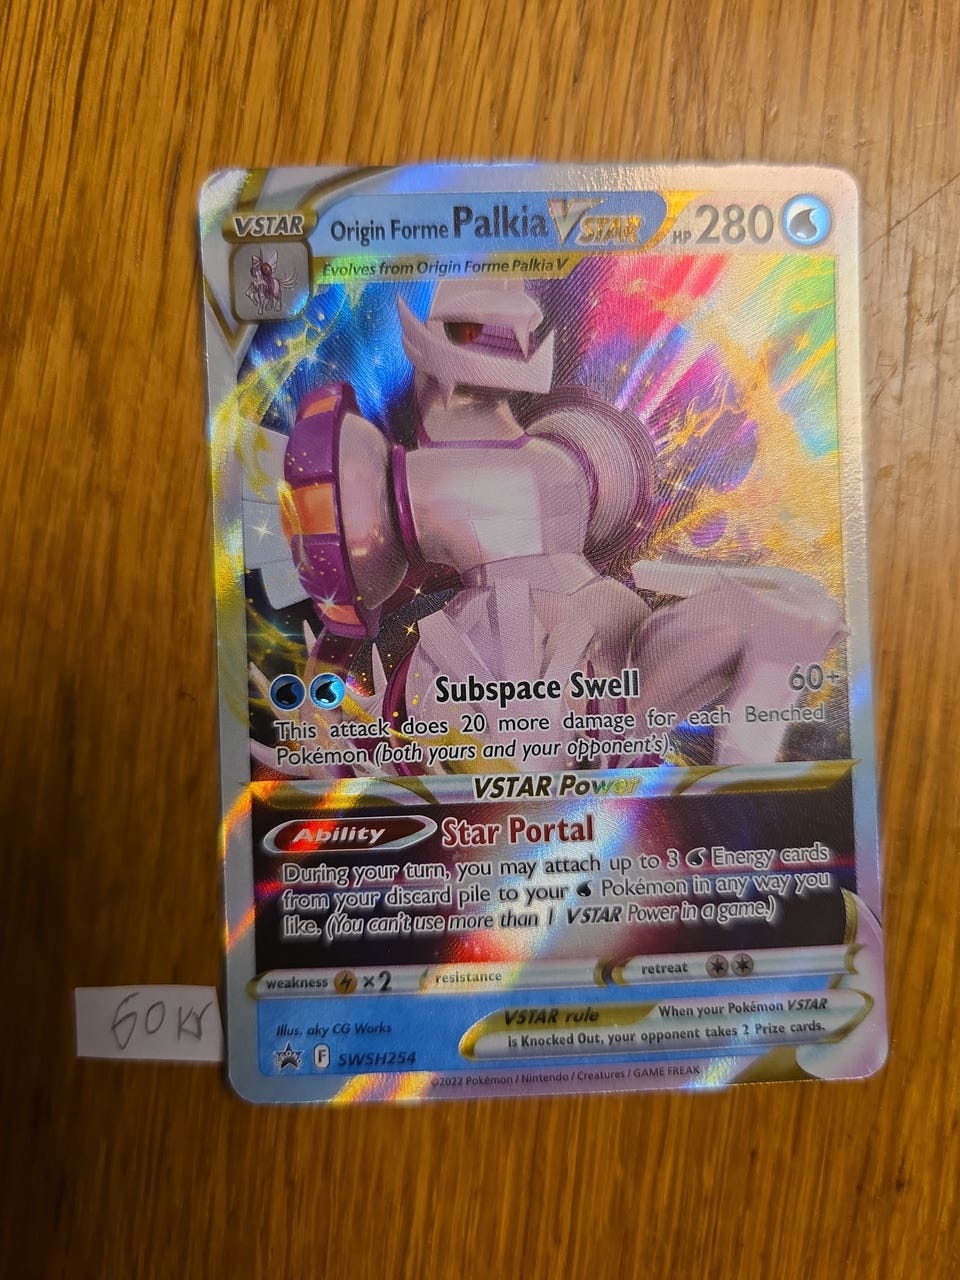 VSTAR
Origin Forme Palkia VSTAR HP 280
Evolves from Origin Forme Palkia V
Subspace Swell 60+
This attack does 20 more damage for each Benched
Pokémon (both yours and your opponent's).
VSTAR Power
Ability Star Portal
During your turn, you may attach up to 3 Energy cards
from your discard pile to your Pokémon in any way you
like. (You can't use more than 1 VSTAR Power in a game.)
weakness ×2 resistance retreat
VSTAR rule When your Pokémon VSTAR
is Knocked Out, your opponent takes 2 Prize cards.
Illus. aky CG Works
F SWSH254
©2022 Pokémon / Nintendo / Creatures / GAME FREAK
60 kr